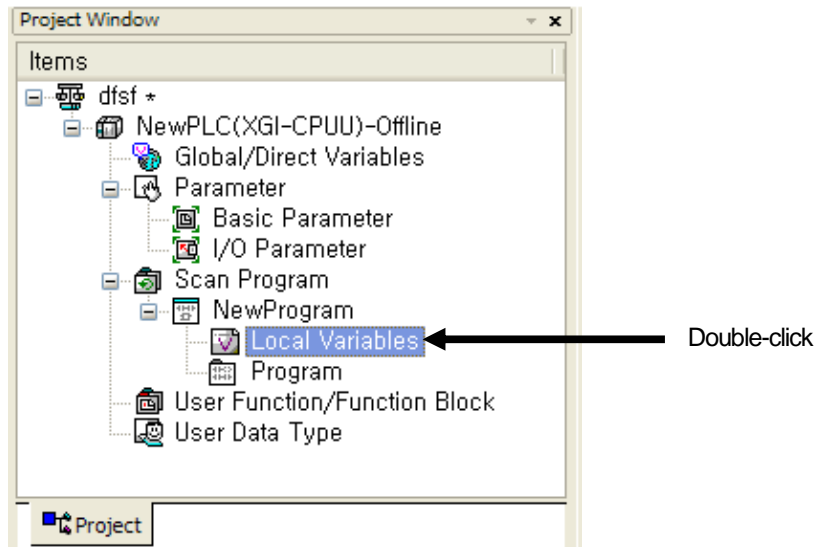 Project Window
Items
dfsf *
NewPLC(XGI-CPUU)-Offline
Global/Direct Variables
Parameter
Basic Parameter
I/O Parameter
Scan Program
NewProgram
Local Variables
Double-click
Program
User Function/Function Block
User Data Type
Project